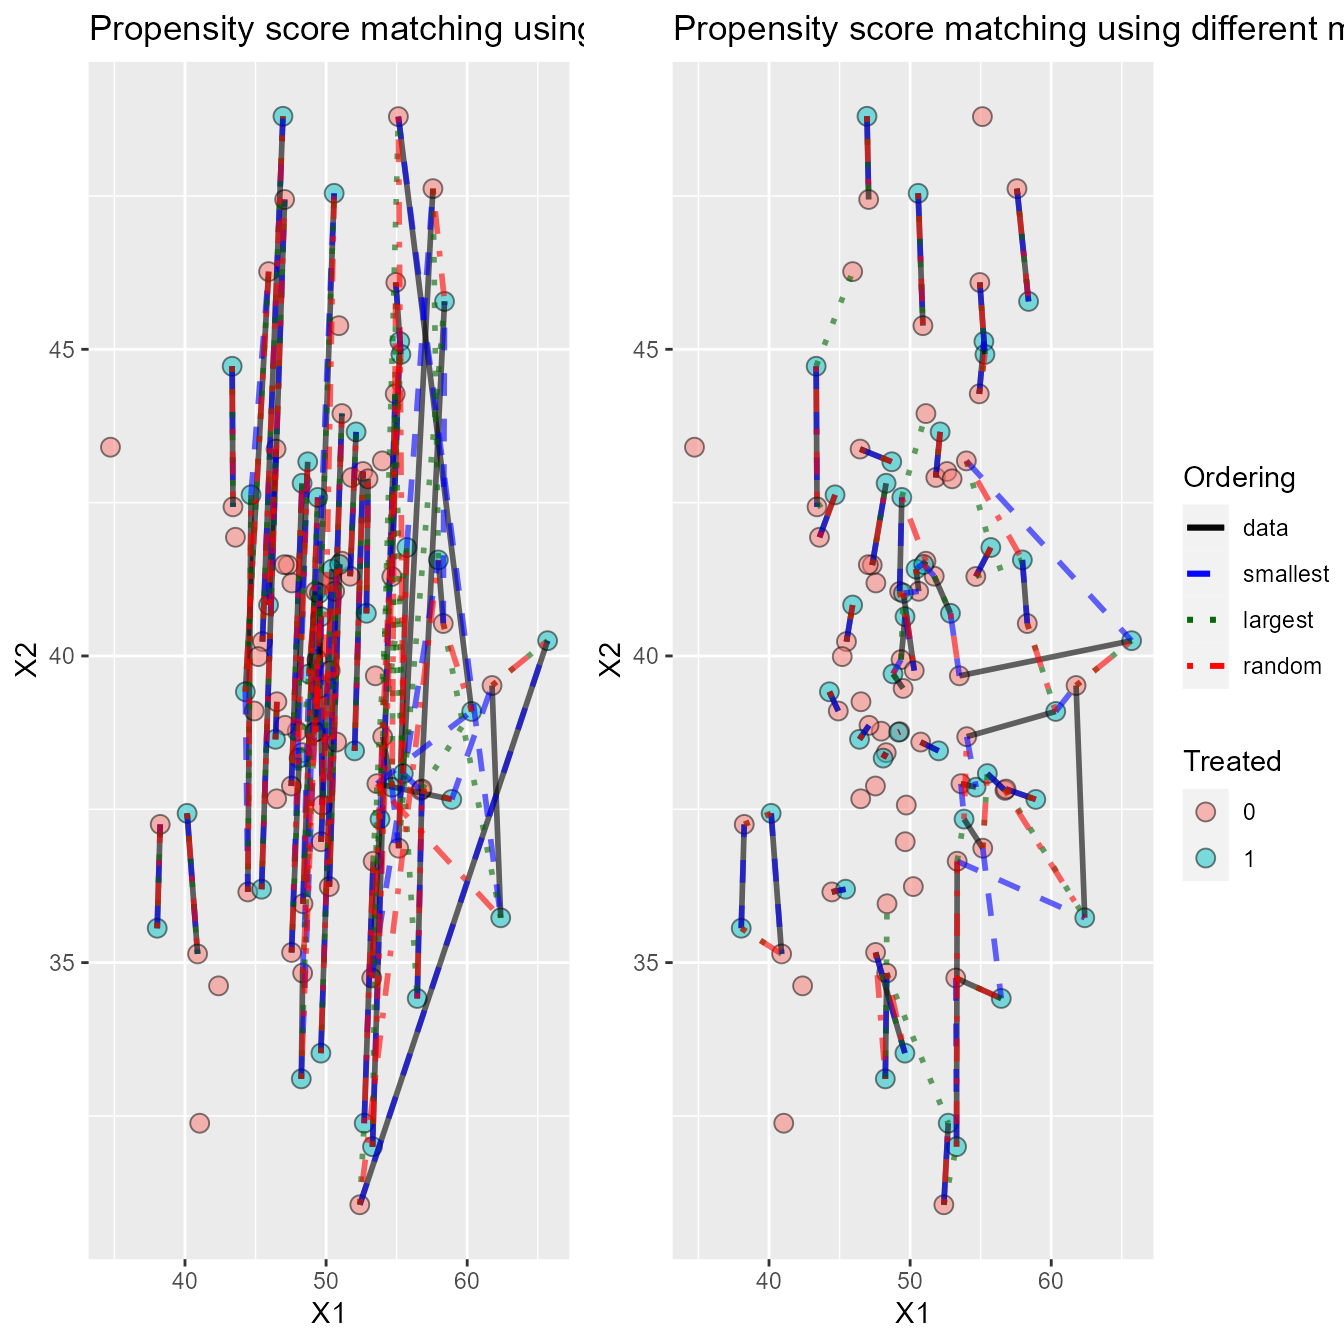 Propensity score matching using
Propensity score matching using different
X2
45
40
35
40
50
60
X1
X2
45
40
35
40
50
60
X1
Ordering
data
smallest
largest
random
Treated
0
1